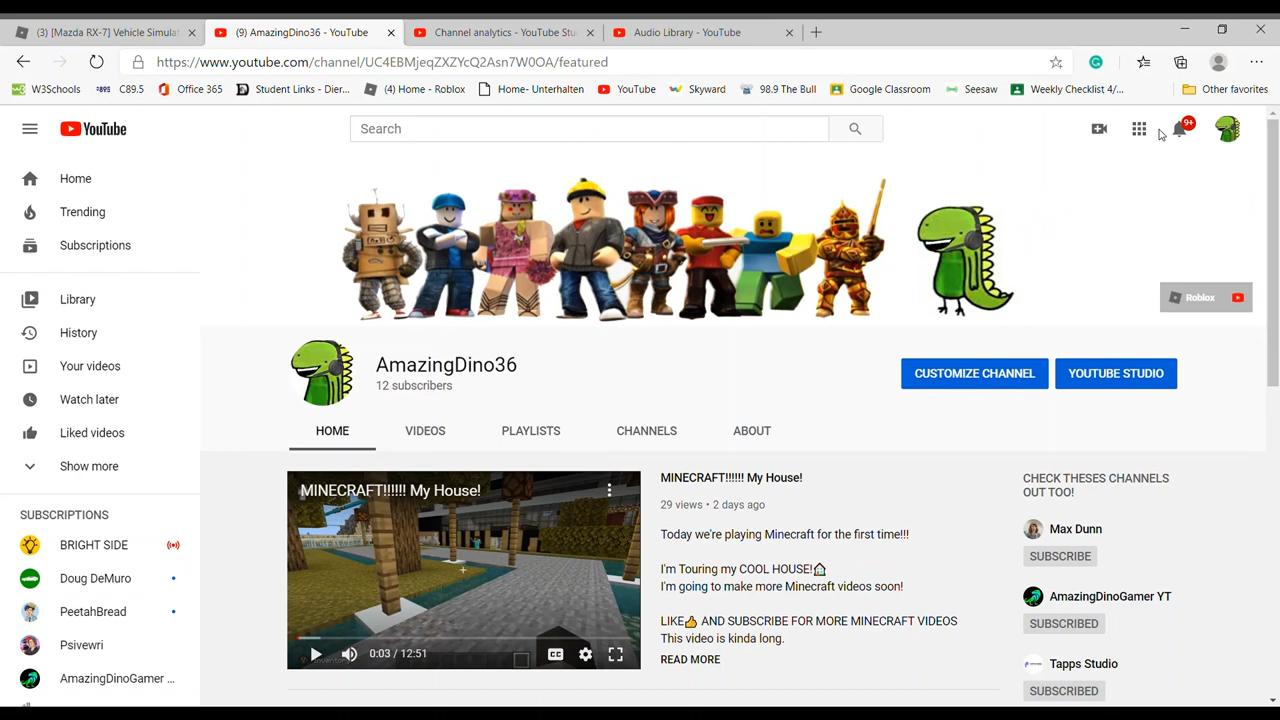 (3) [Mazda RX-7] Vehicle Simulat
(9) AmazingDino36 - YouTube
Channel analytics - YouTube Stu
Audio Library - YouTube
https://www.youtube.com/channel/UC4EBMjeqZXZYcQ2Asn7W0OA/featured
W3Schools
C89.5
Office 365
Student Links - Dier...
(4) Home - Roblox
Home- Unterhalten
YouTube
Skyward
98.9 The Bull
Google Classroom
Seesaw
Weekly Checklist 4/...
Other favorites
YouTube
Search
9+
Home
Trending
Subscriptions
Library
History
Your videos
Watch later
Liked videos
Show more
SUBSCRIPTIONS
BRIGHT SIDE
Doug DeMuro
PeetahBread
Psivewri
AmazingDinoGamer ...
Roblox
AmazingDino36
12 subscribers
CUSTOMIZE CHANNEL
YOUTUBE STUDIO
HOME
VIDEOS
PLAYLISTS
CHANNELS
ABOUT
MINECRAFT!!!!!! My House!
0:03 / 12:51
CC
MINECRAFT!!!!!! My House!
29 views • 2 days ago
Today we're playing Minecraft for the first time!!!
I'm Touring my COOL HOUSE!🏠
I'm going to make more Minecraft videos soon!
LIKE👍 AND SUBSCRIBE FOR MORE MINECRAFT VIDEOS
This video is kinda long.
READ MORE
CHECK THESES CHANNELS
OUT TOO!
Max Dunn
SUBSCRIBE
AmazingDinoGamer YT
SUBSCRIBED
Tapps Studio
SUBSCRIBED